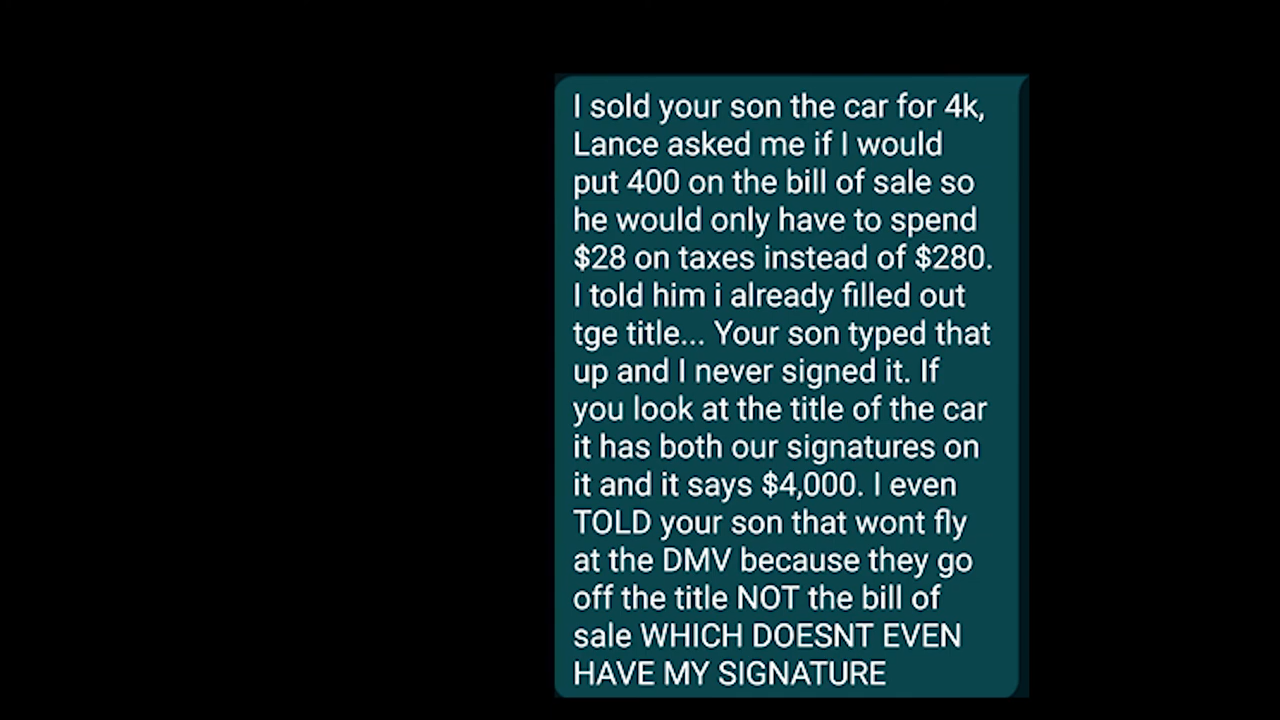 I sold your son the car for 4k,
Lance asked me if I would
put 400 on the bill of sale so
he would only have to spend
$28 on taxes instead of $280.
I told him i already filled out
tge title... Your son typed that
up and I never signed it. If
you look at the title of the car
it has both our signatures on
it and it says $4,000. I even
TOLD your son that wont fly
at the DMV because they go
off the title NOT the bill of
sale WHICH DOESNT EVEN
HAVE MY SIGNATURE